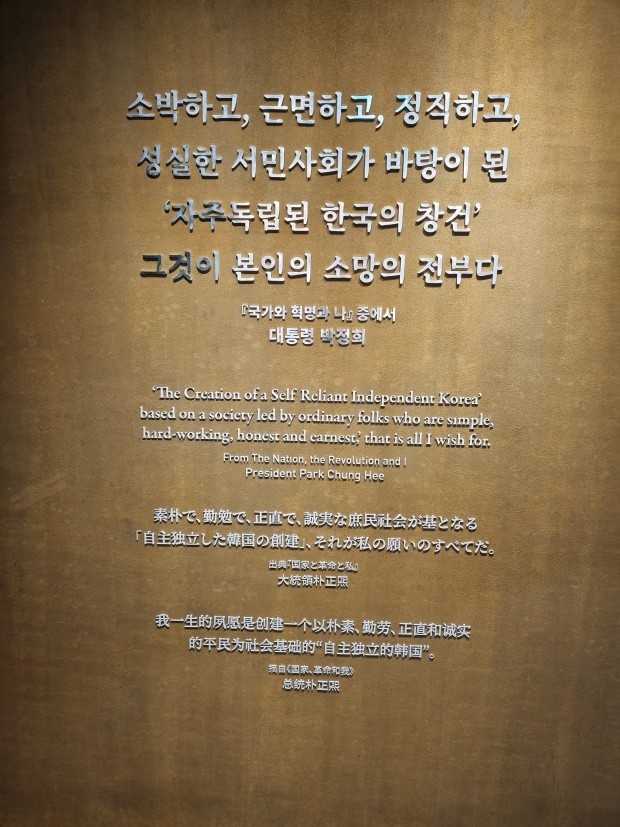 소박하고, 근면하고, 정직하고,
성실한 서민사회가 바탕이 된
‘자주독립된 한국의 창건’
그것이 본인의 소망의 전부다
『국가와 혁명과 나』 중에서
대통령 박정희
‘The Creation of a Self Reliant Independent Korea’
based on a society led by ordinary folks who are simple,
hard-working, honest and earnest,’ that is all I wish for.
From The Nation, the Revolution and I
President Park Chung Hee
素朴で、勤勉で、正直で、誠実な庶民社会が基となる
「自主独立した韓国の創建」、それが私の願いのすべてだ。
出典『国家と革命と私』
大統領朴正煕
我一生的夙愿是创建一个以朴素、勤劳、正直和诚实
的平民为社会基础的“自主独立的韩国”。
摘自《国家、革命和我》
总统朴正熙